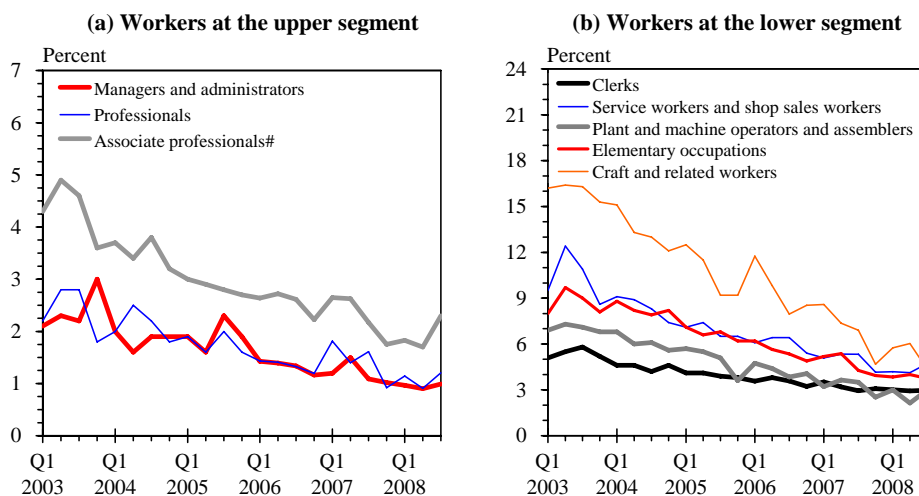 (a) Workers at the upper segment
Percent
7
6
5
4
3
2
1
0
Managers and administrators
Professionals
Associate professionals#
Q1 Q1 Q1 Q1 Q1 Q1
2003 2004 2005 2006 2007 2008
(b) Workers at the lower segment
Percent
24
21
18
15
12
9
6
3
0
Clerks
Service workers and shop sales workers
Plant and machine operators and assemblers
Elementary occupations
Craft and related workers
Q1 Q1 Q1 Q1 Q1 Q1
2003 2004 2005 2006 2007 2008